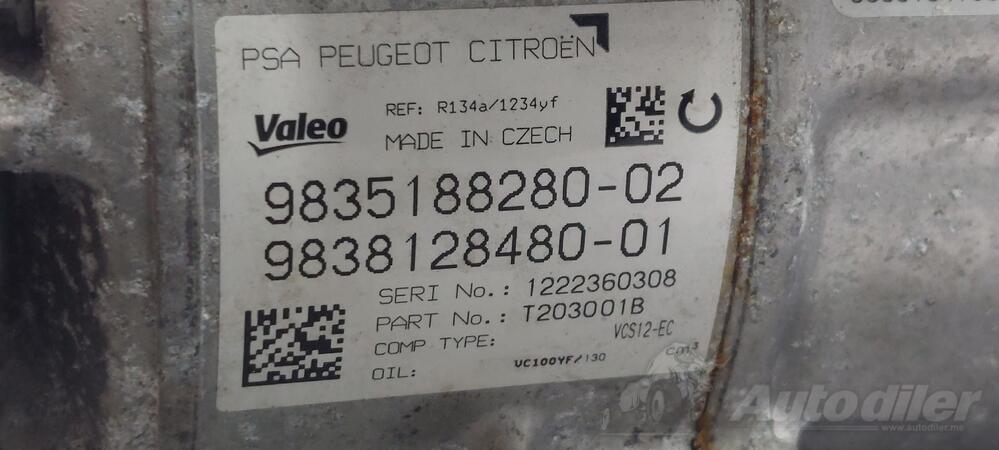 PSA PEUGEOT CITROËN
Valeo
REF: R134a/1234yf
MADE IN CZECH
9835188280-02
9838128480-01
SERI No.: 1222360308
PART No.: T203001B
COMP TYPE: VCS12-EC
OIL: VC100YF/130 cm³
Autodiler
www.autodiler.me